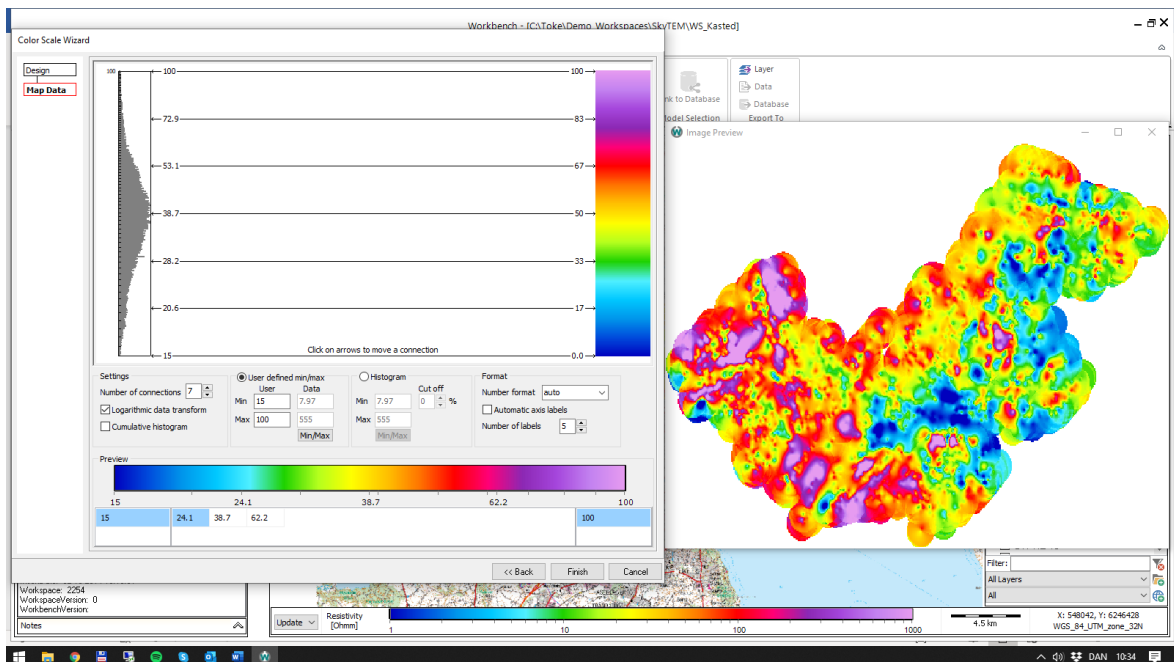 Workbench - [C:\Toke\Demo_Workspaces\SkyTEM\WS_Kasted]
Color Scale Wizard
Design
Map Data
100
100
100
72.9
83
53.1
67
38.7
50
28.2
33
20.6
17
15
0.0
Click on arrows to move a connection
Settings
Number of connections 7
Logarithmic data transform
Cumulative histogram
User defined min/max
User Data
Min 15 7.97
Max 100 555
Min/Max
Histogram
Cut off
Min 7.97 0 %
Max 555
Min/Max
Format
Number format auto
Automatic axis labels
Number of labels 5
Preview
15 24.1 38.7 62.2 100
15 24.1 38.7 62.2 100
<< Back Finish Cancel
to Database
Selection
Layer
Data
Database
Export To
Image Preview
Workspace: 2254
WorkspaceVersion: 0
WorkbenchVersion:
Notes
Update
Resistivity
[Ohmm]
1 10 100 1000
4.5 km
Filter:
All Layers
All
X: 548042, Y: 6246428
WGS_84_UTM_zone_32N
DAN 10:34